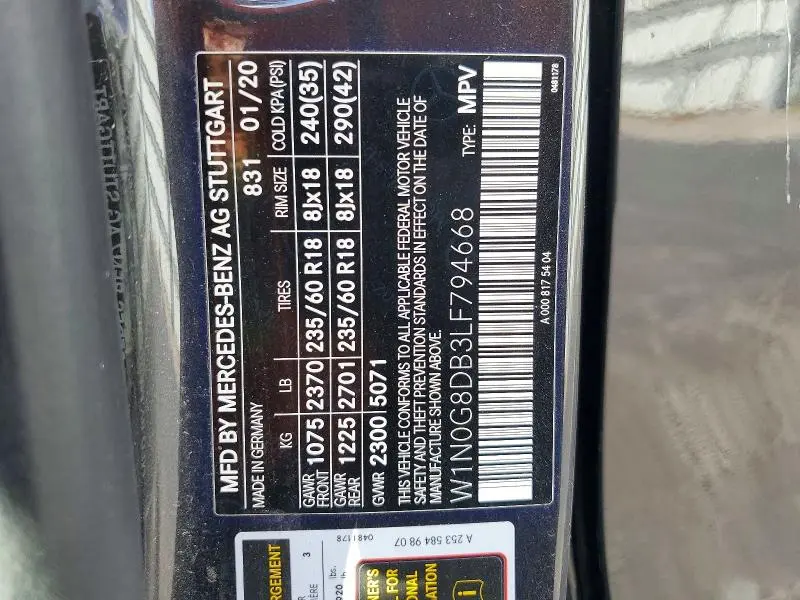 MFD BY MERCEDES-BENZ AG STUTTGART
MADE IN GERMANY 831 01/20
KG LB TIRES RIM SIZE COLD KPA(PSI)
GAWR FRONT 1075 2370 235/60 R18 8Jx18 240(35)
GAWR REAR 1225 2701 235/60 R18 8Jx18 290(42)
GVWR 2300 5071
THIS VEHICLE CONFORMS TO ALL APPLICABLE FEDERAL MOTOR VEHICLE
SAFETY AND THEFT PREVENTION STANDARDS IN EFFECT ON THE DATE OF
MANUFACTURE SHOWN ABOVE.
W1N0G8DB3LF794668 TYPE: MPV
A 000 817 54 04
0481178
A 253 584 98 07
0481178
3